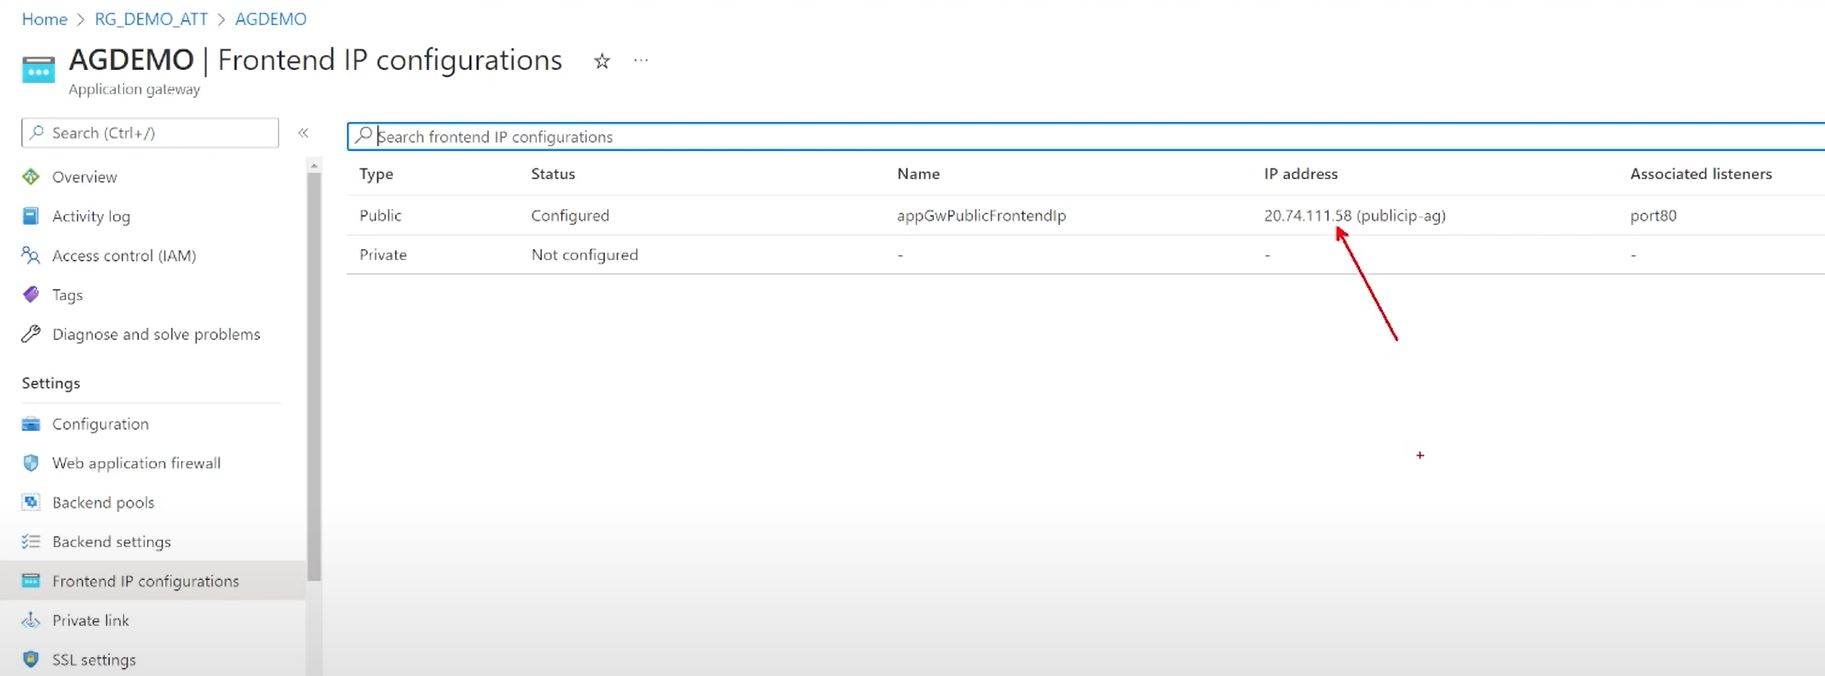 Home > RG_DEMO_ATT > AGDEMO
AGDEMO | Frontend IP configurations
Application gateway
Search (Ctrl+/)
Overview
Activity log
Access control (IAM)
Tags
Diagnose and solve problems
Settings
Configuration
Web application firewall
Backend pools
Backend settings
Frontend IP configurations
Private link
SSL settings
Search frontend IP configurations
Type Status Name IP address Associated listeners
Public Configured appGwPublicFrontendIp 20.74.111.58 (publicip-ag) port80
Private Not configured - - -